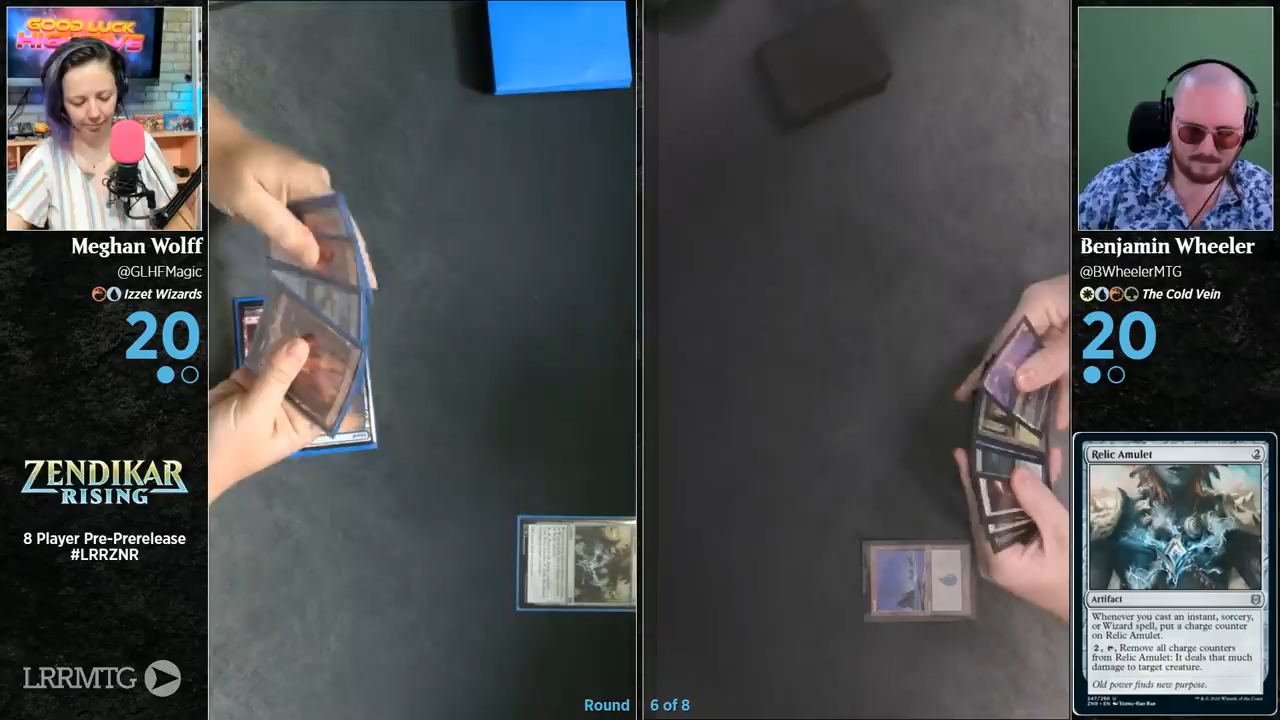 GOOD LUCK
HIGH FIVE
Meghan Wolff
@GLHFMagic
Izzet Wizards
20
ZENDIKAR
RISING
8 Player Pre-Prerelease
#LRRZNR
LRRMTG
Round 6 of 8
Benjamin Wheeler
@BWheelerMTG
The Cold Vein
20
Relic Amulet 2
Artifact
Whenever you cast an instant, sorcery,
or Wizard spell, put a charge counter
on Relic Amulet.
2, Remove all charge counters
from Relic Amulet: It deals that much
damage to target creature.
Old power finds new purpose.